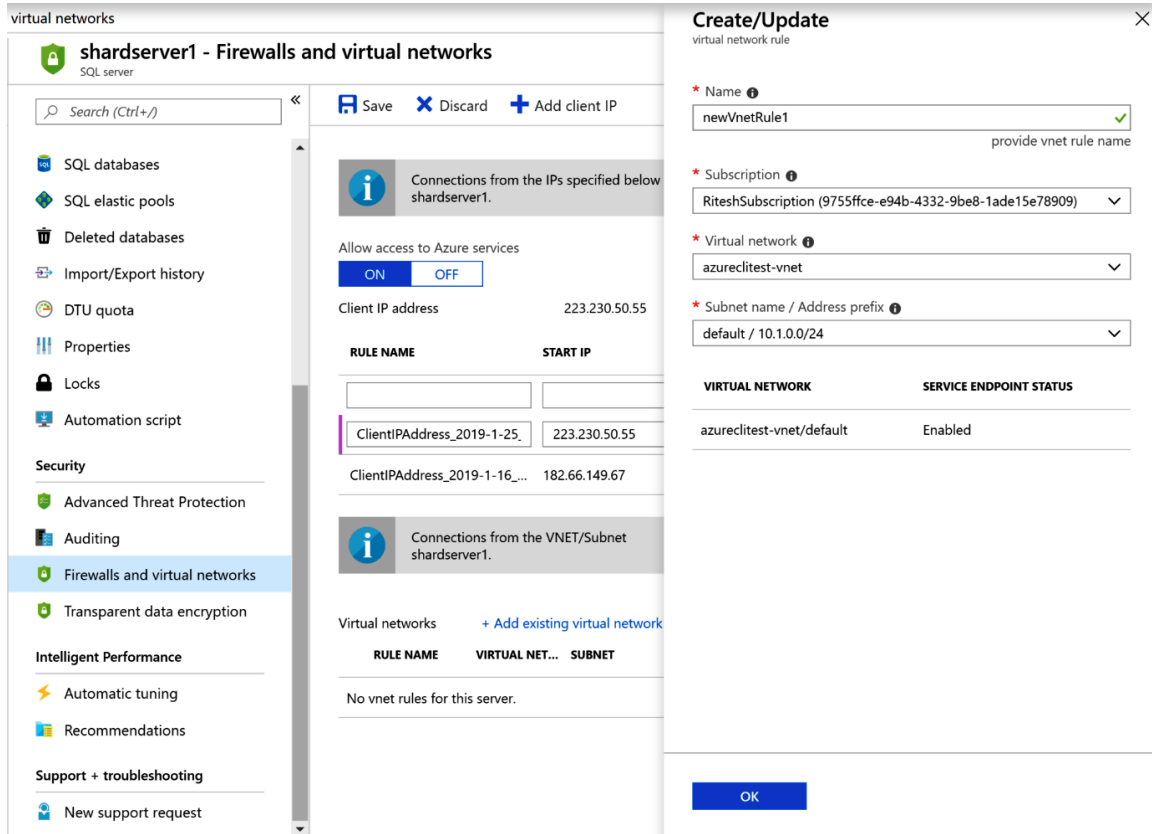 virtual networks
shardserver1 - Firewalls and virtual networks
SQL server
Search (Ctrl+/)
SQL databases
SQL elastic pools
Deleted databases
Import/Export history
DTU quota
Properties
Locks
Automation script
Security
Advanced Threat Protection
Auditing
Firewalls and virtual networks
Transparent data encryption
Intelligent Performance
Automatic tuning
Recommendations
Support + troubleshooting
New support request
Save Discard Add client IP
Connections from the IPs specified below
shardserver1.
Allow access to Azure services
ON OFF
Client IP address 223.230.50.55
RULE NAME START IP
ClientIPAddress_2019-1-25_ 223.230.50.55
ClientIPAddress_2019-1-16_... 182.66.149.67
Connections from the VNET/Subnet
shardserver1.
Virtual networks + Add existing virtual network
RULE NAME VIRTUAL NET... SUBNET
No vnet rules for this server.
Create/Update
virtual network rule
* Name
newVnetRule1
provide vnet rule name
* Subscription
RiteshSubscription (9755ffce-e94b-4332-9be8-1ade15e78909)
* Virtual network
azureclitest-vnet
* Subnet name / Address prefix
default / 10.1.0.0/24
VIRTUAL NETWORK SERVICE ENDPOINT STATUS
azureclitest-vnet/default Enabled
OK